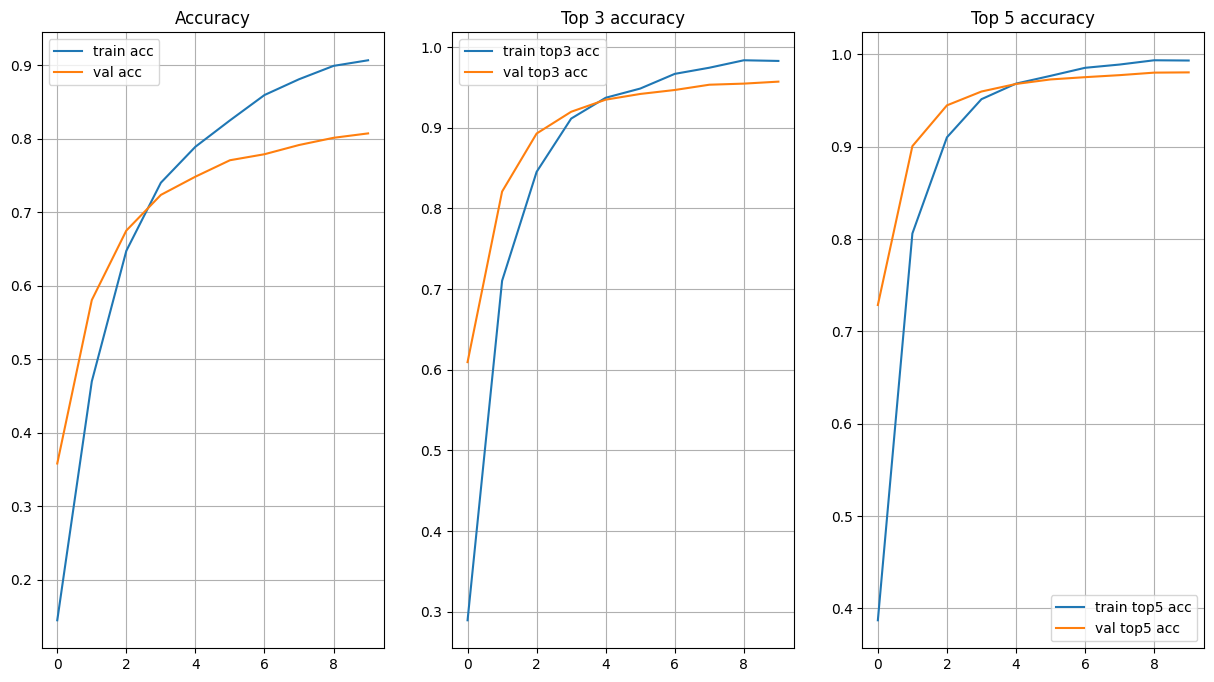 Accuracy
train acc
val acc
0.9
0.8
0.7
0.6
0.5
0.4
0.3
0.2
0 2 4 6 8
Top 3 accuracy
train top3 acc
val top3 acc
1.0
0.9
0.8
0.7
0.6
0.5
0.4
0.3
0 2 4 6 8
Top 5 accuracy
1.0
0.9
0.8
0.7
0.6
0.5
0.4
train top5 acc
val top5 acc
0 2 4 6 8